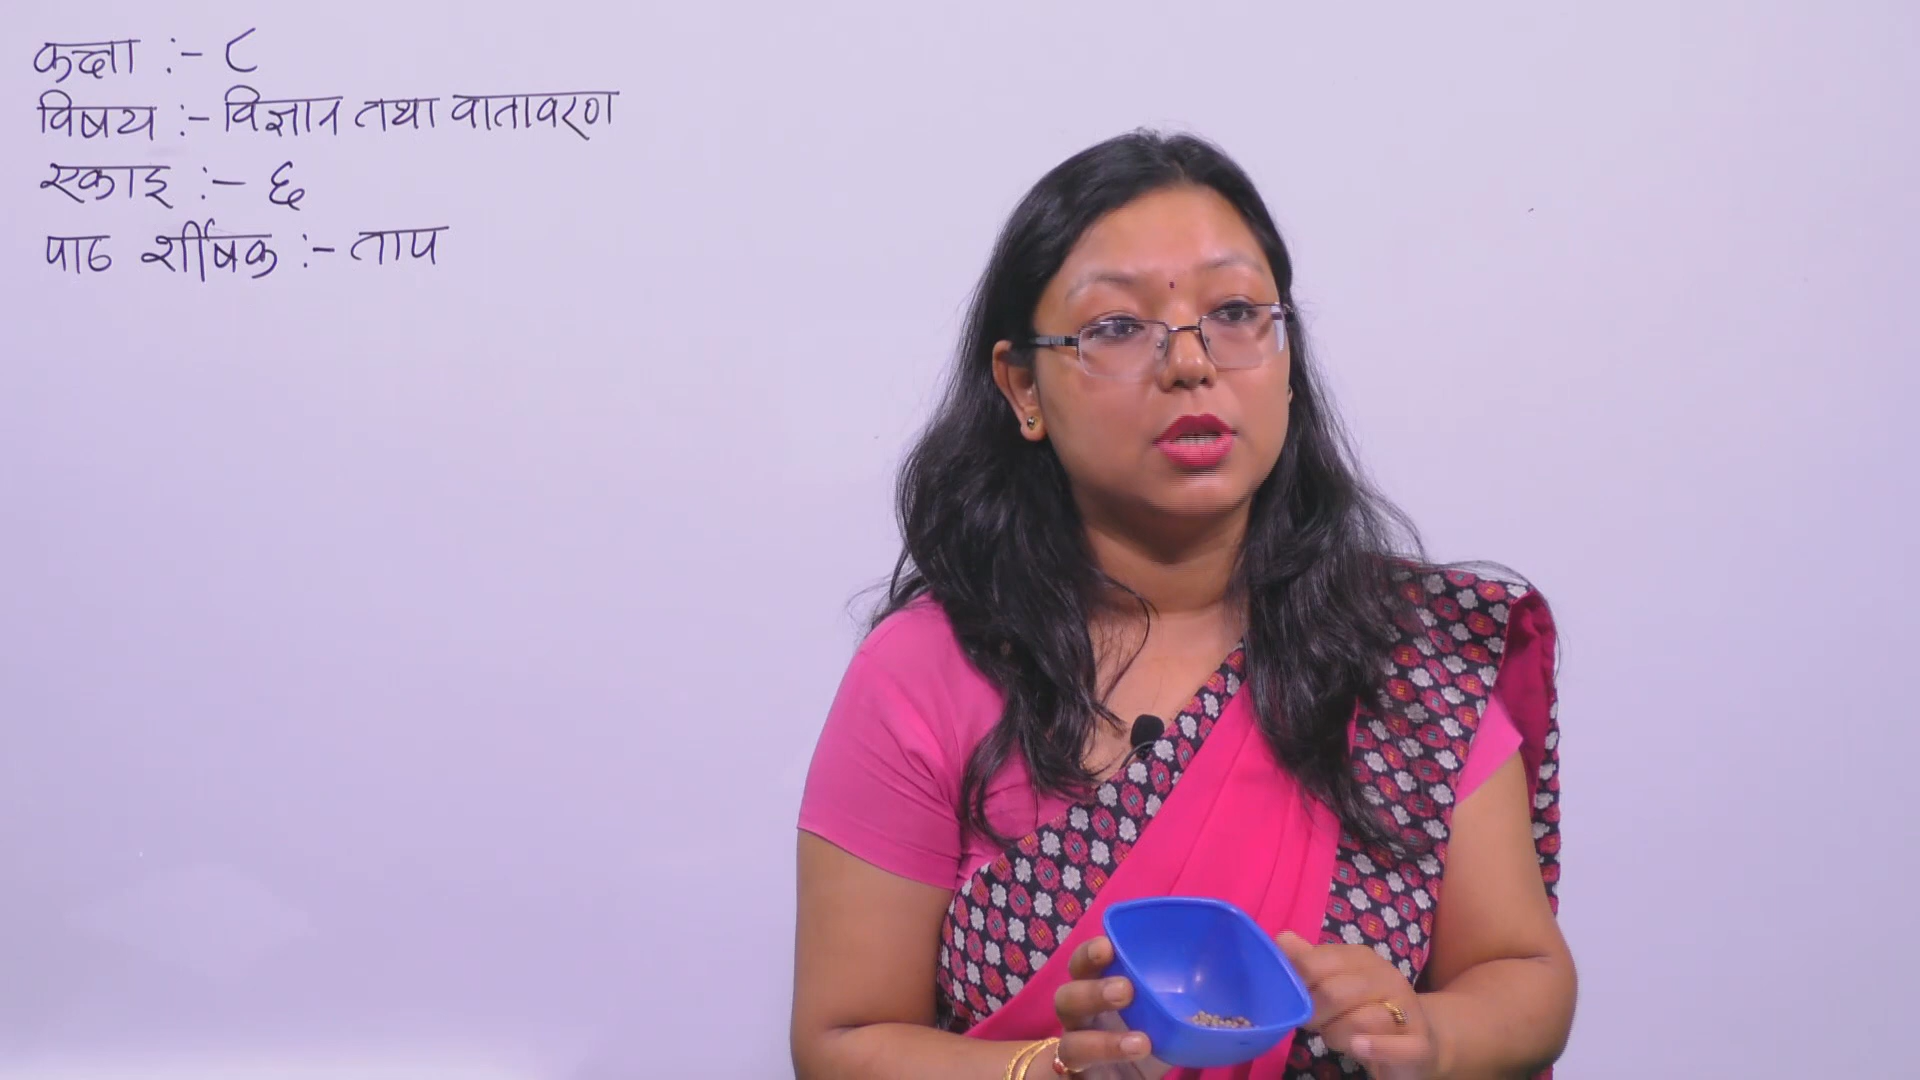 कक्षा :- ८
विषय :- विज्ञान तथा वातावरण
एकाइ :- ६
पाठ शीर्षक :- ताप